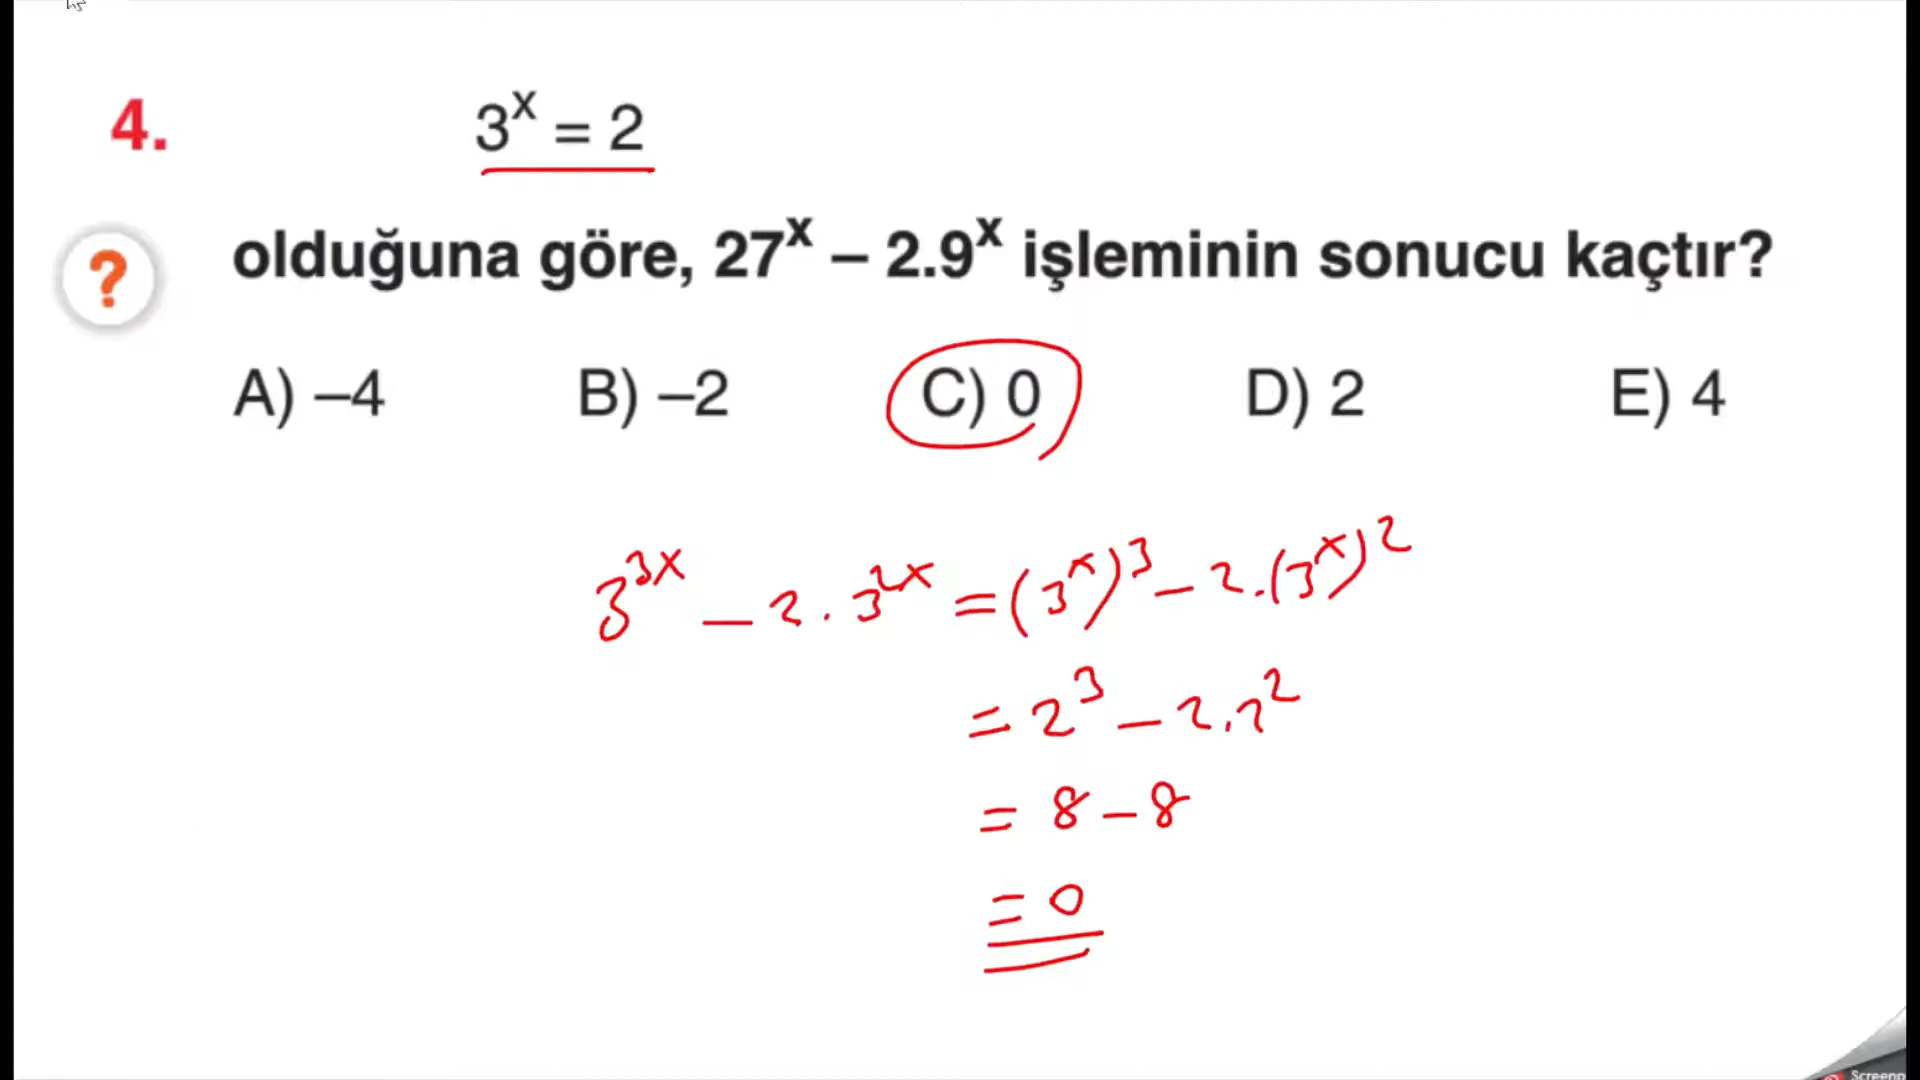 4. 3^x = 2
? olduğuna göre, 27^x – 2.9^x işleminin sonucu kaçtır?
A) –4 B) –2 C) 0 D) 2 E) 4
3^3x – 2 . 3^2x = (3^x)^3 – 2.(3^x)^2
= 2^3 – 2.2^2
= 8 – 8
= 0